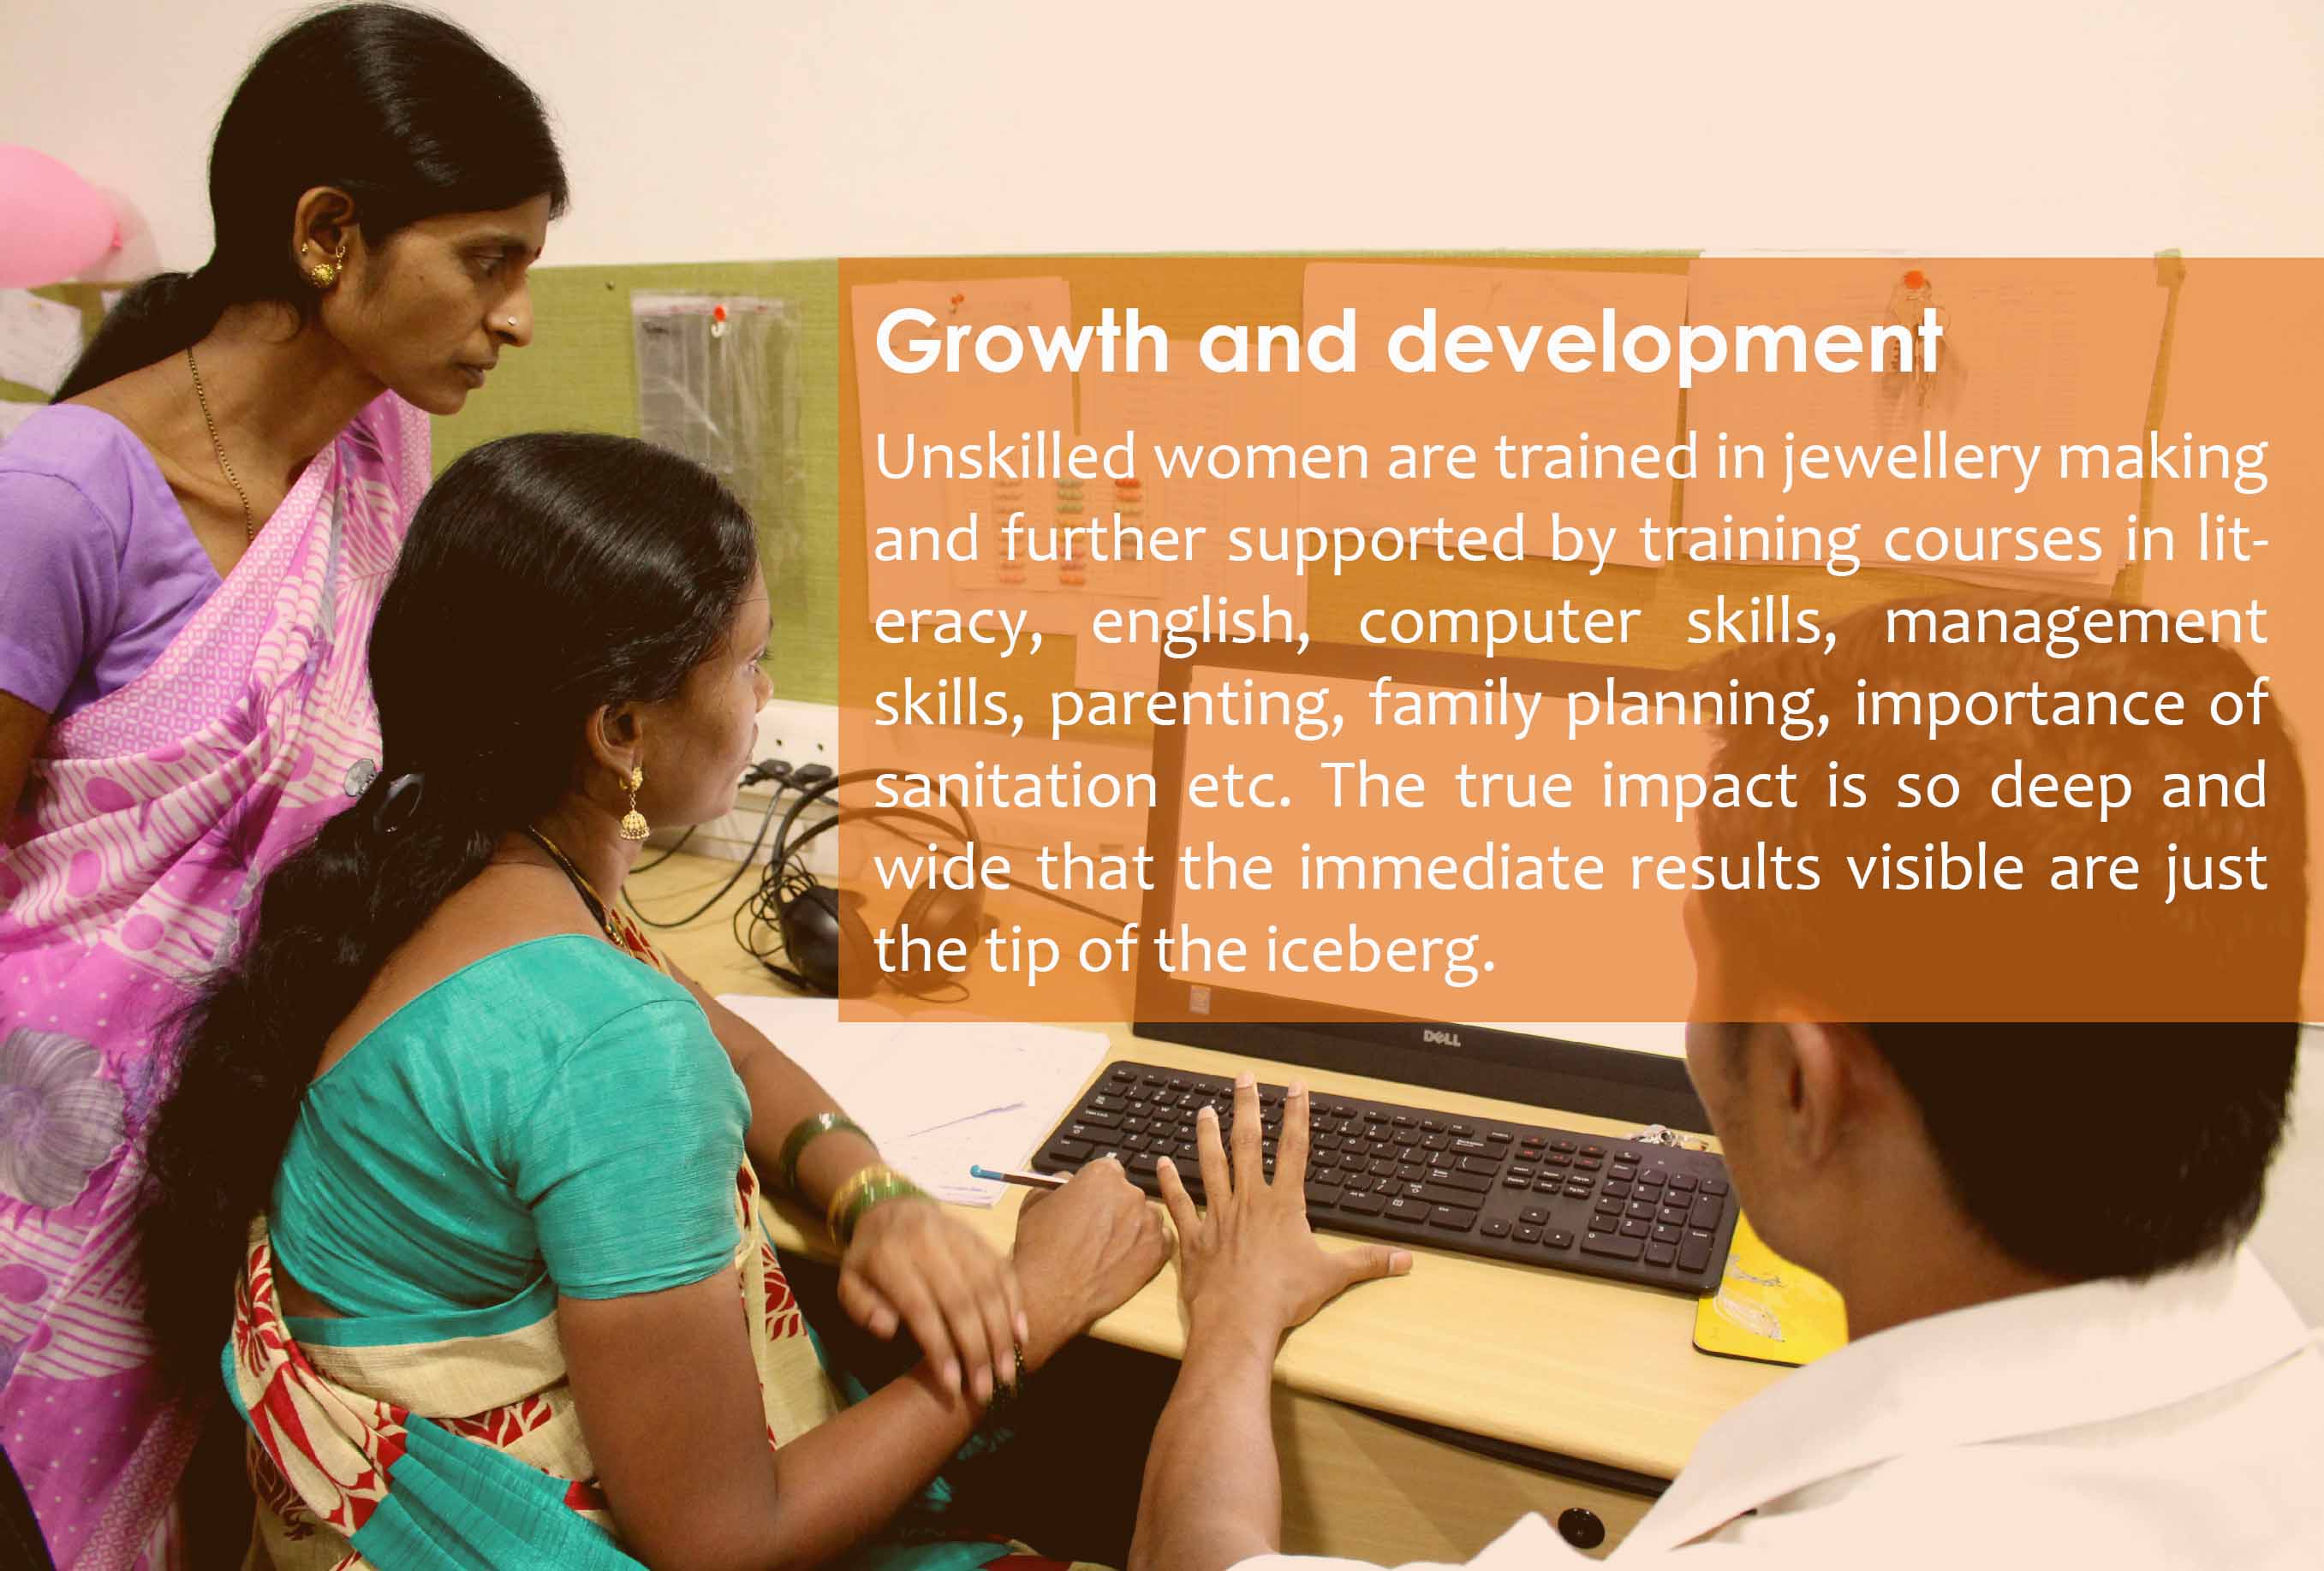 Growth and development
Unskilled women are trained in jewellery making
and further supported by training courses in lit-
eracy, english, computer skills, management
skills, parenting, family planning, importance of
sanitation etc. The true impact is so deep and
wide that the immediate results visible are just
the tip of the iceberg.
DELL